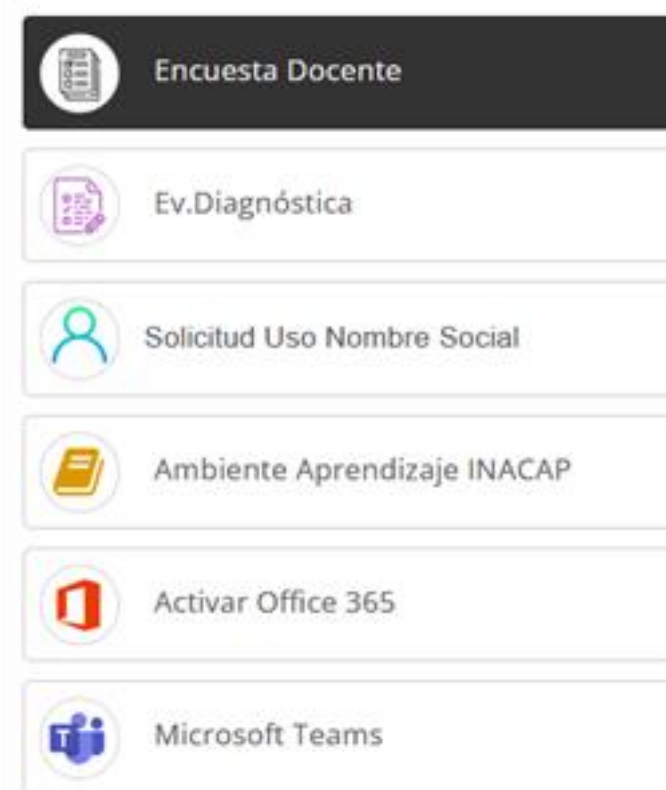 Encuesta Docente
Ev.Diagnóstica
Solicitud Uso Nombre Social
Ambiente Aprendizaje INACAP
Activar Office 365
Microsoft Teams